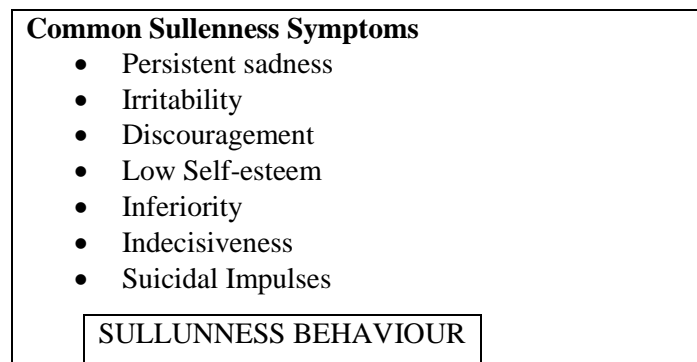 Common Sullenness Symptoms
• Persistent sadness
• Irritability
• Discouragement
• Low Self-esteem
• Inferiority
• Indecisiveness
• Suicidal Impulses
SULLUNNESS BEHAVIOUR